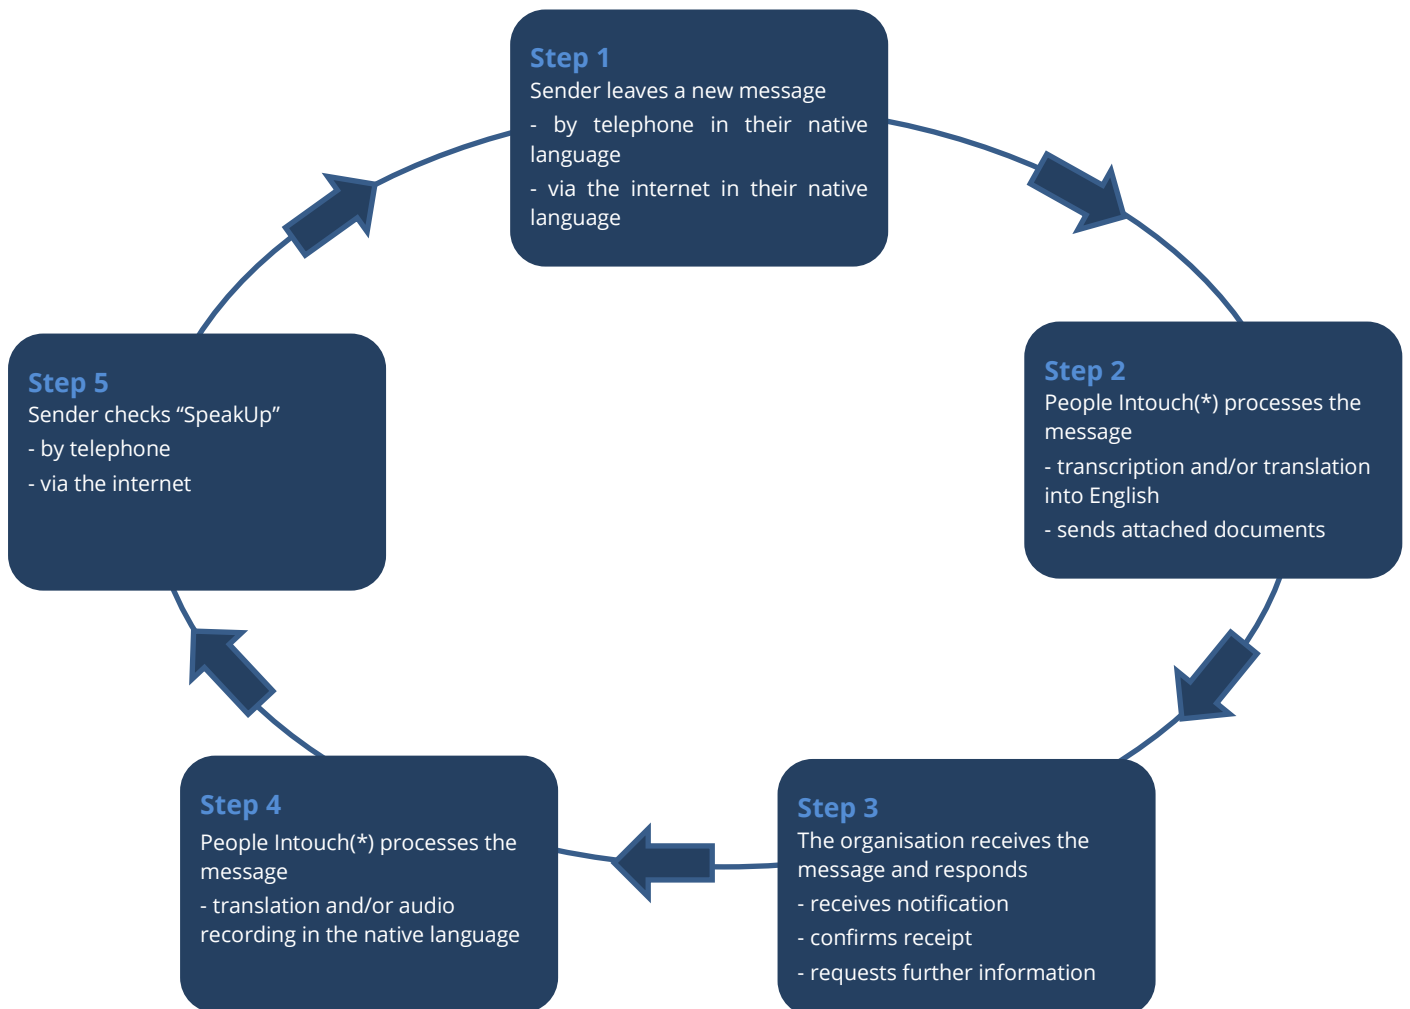 Step 1
Sender leaves a new message
- by telephone in their native
language
- via the internet in their native
language
Step 2
People Intouch(*) processes the
message
- transcription and/or translation
into English
- sends attached documents
Step 3
The organisation receives the
message and responds
- receives notification
- confirms receipt
- requests further information
Step 4
People Intouch(*) processes the
message
- translation and/or audio
recording in the native language
Step 5
Sender checks “SpeakUp”
- by telephone
- via the internet